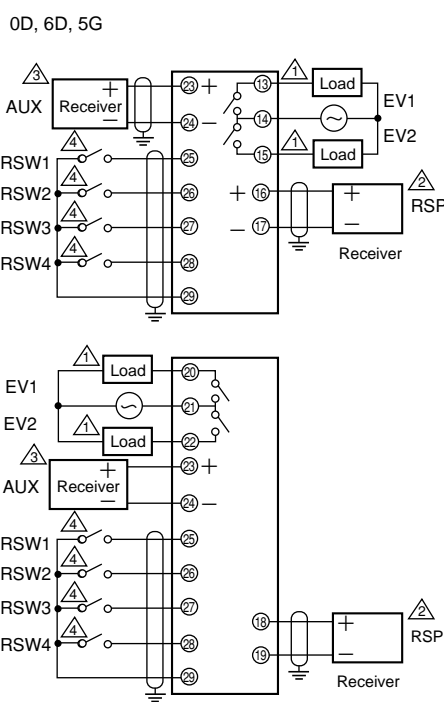 0D, 6D, 5G
3
AUX
+
Receiver
−
23 +
24 −
13
1
Load
EV1
14
EV2
15
1
Load
4
RSW1
25
4
RSW2
26
4
RSW3
27
4
RSW4
28
29
+ 16
− 17
+
−
2
RSP
Receiver
1
Load
20
EV1
21
EV2
1
Load
22
3
AUX
+
Receiver
−
23 +
24 −
4
RSW1
25
4
RSW2
26
4
RSW3
27
4
RSW4
28
29
18
19
+
−
2
RSP
Receiver